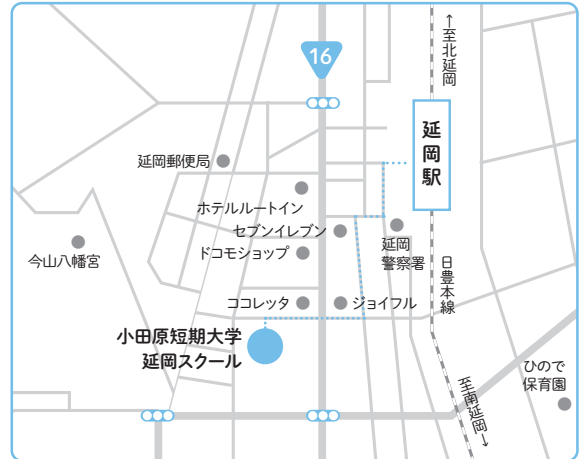 ↑至北延岡
16
延岡駅
延岡郵便局
ホテルルートイン
セブンイレブン
ドコモショップ
延岡
警察署
今山八幡宮
日豊本線
ココレッタ
ジョイフル
小田原短期大学
延岡スクール
ひので
保育園
至南延岡→